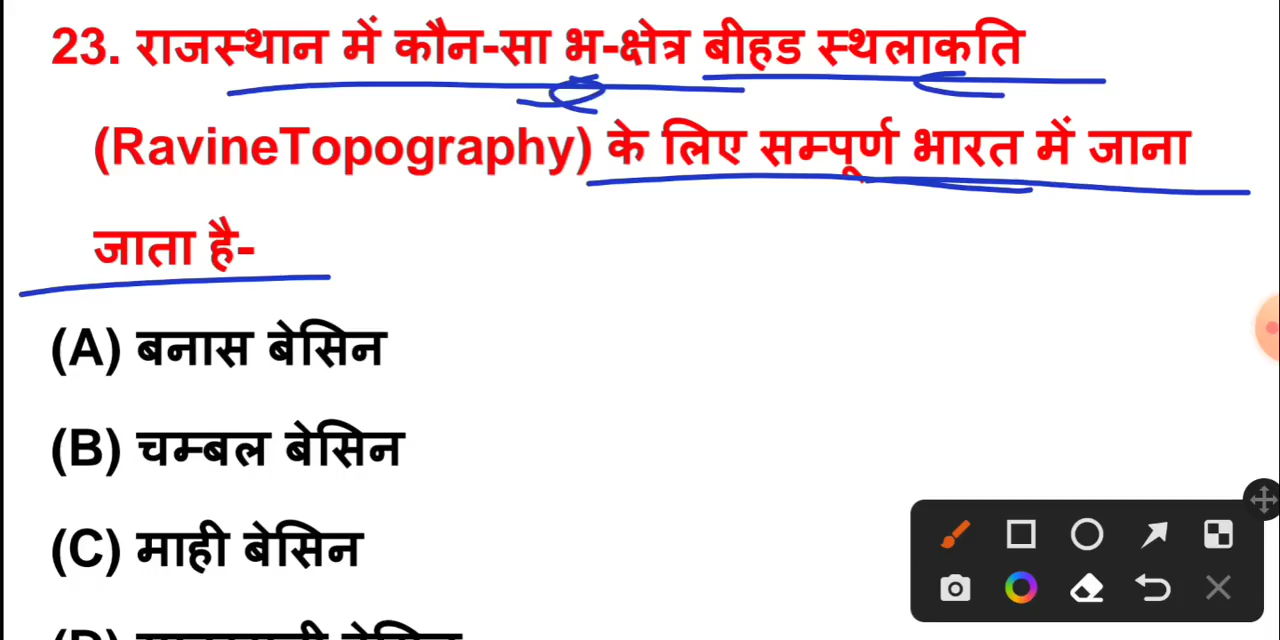 23. राजस्थान में कौन-सा भ-क्षेत्र बीहड स्थलाकति
(RavineTopography) के लिए सम्पूर्ण भारत में जाना
जाता है-
(A) बनास बेसिन
(B) चम्बल बेसिन
(C) माही बेसिन